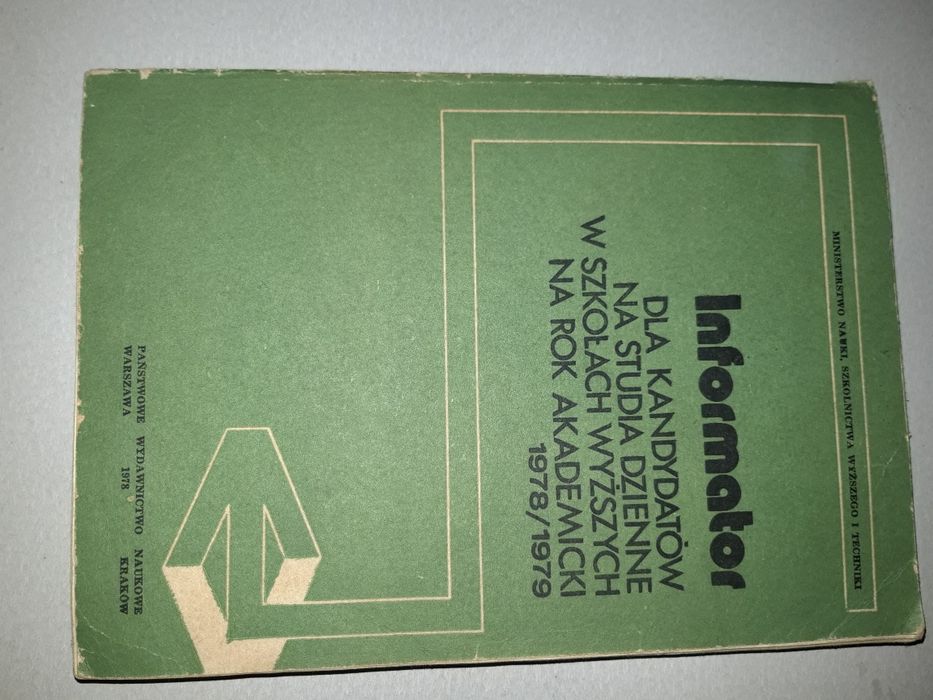 MINISTERSTWO NAUKI, SZKOLNICTWA WYŻSZEGO I TECHNIKI
Informator
DLA KANDYDATÓW
NA STUDIA DZIENNE
W SZKOŁACH WYŻSZYCH
NA ROK AKADEMICKI
1978/1979
PAŃSTWOWE WYDAWNICTWO NAUKOWE
WARSZAWA 1978 KRAKÓW